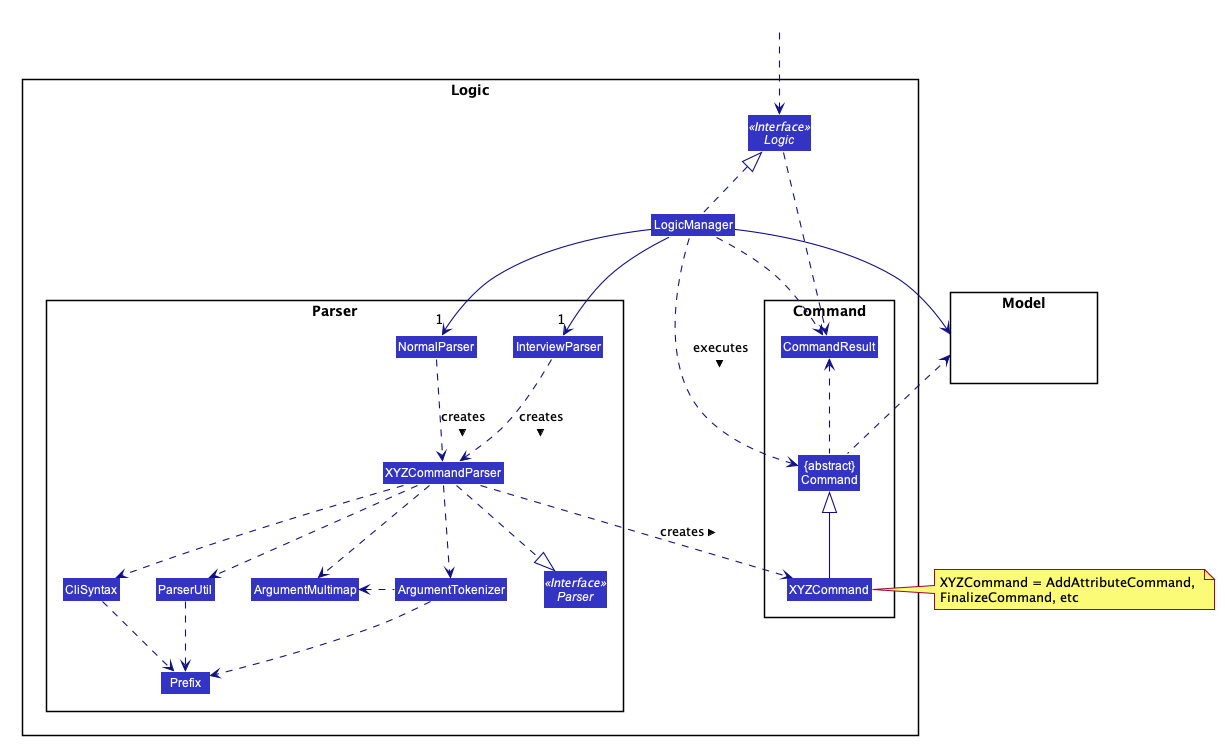 Logic
«Interface»
Logic
LogicManager
Parser
Command
Model
1
1
NormalParser
InterviewParser
CommandResult
executes
creates
creates
{abstract}
Command
XYZCommandParser
creates
CliSyntax
ParserUtil
ArgumentMultimap
ArgumentTokenizer
«Interface»
Parser
XYZCommand
XYZCommand = AddAttributeCommand,
FinalizeCommand, etc
Prefix